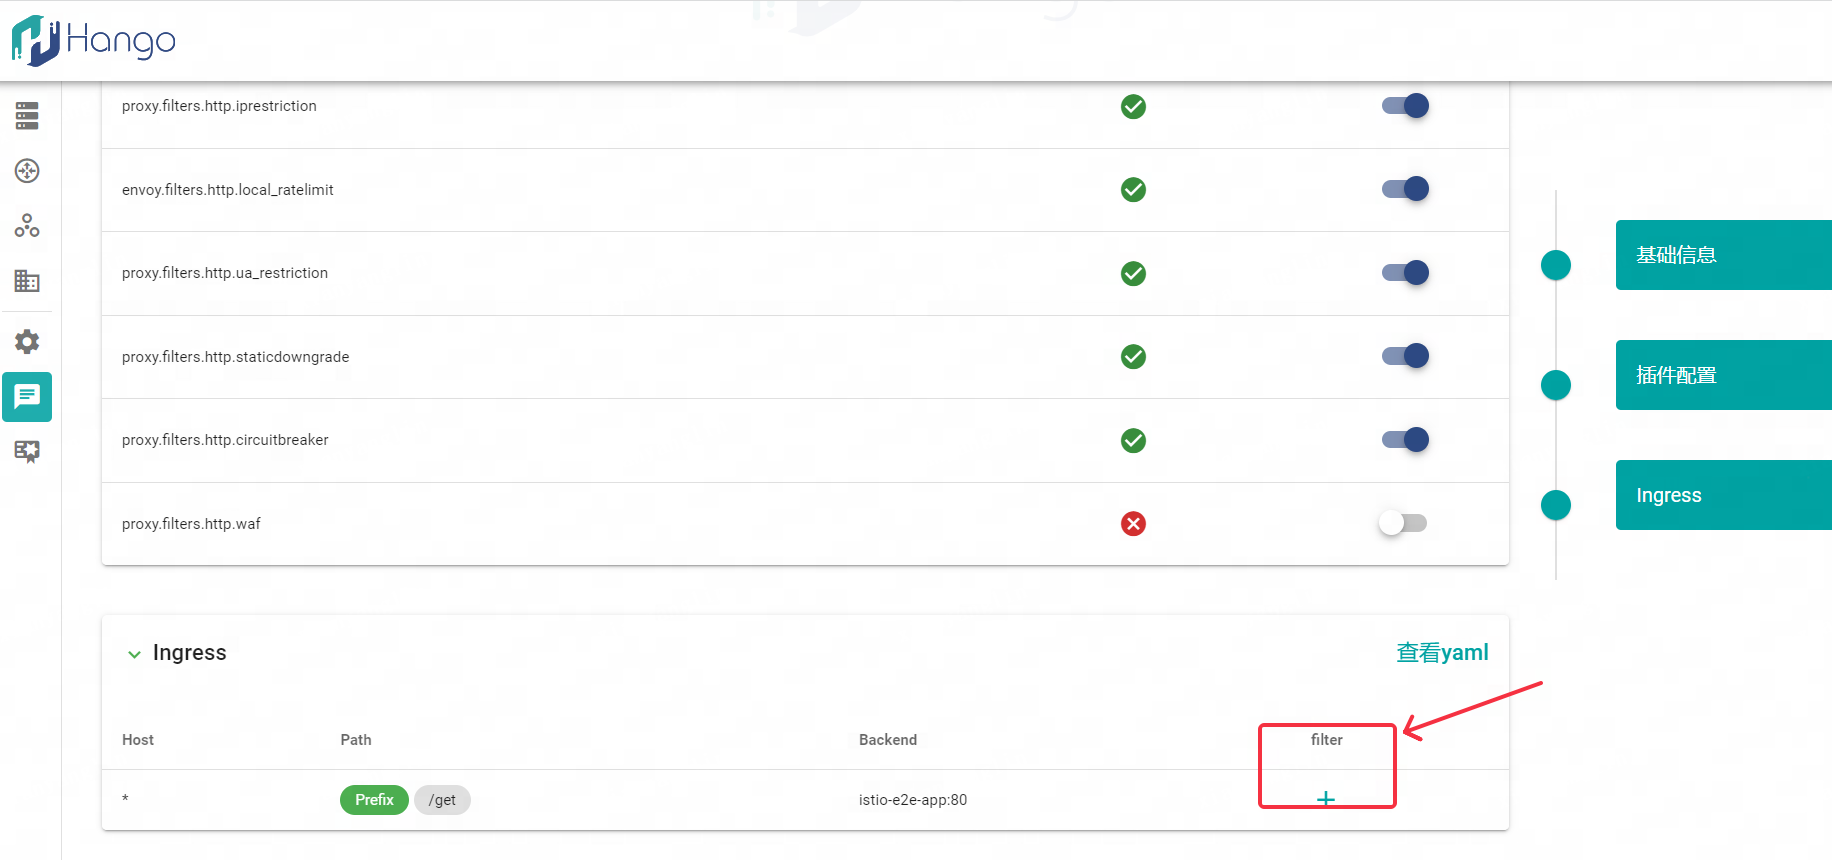 Hango
proxy.filters.http.iprestriction
envoy.filters.http.local_ratelimit
proxy.filters.http.ua_restriction
proxy.filters.http.staticdowngrade
proxy.filters.http.circuitbreaker
proxy.filters.http.waf
基础信息
插件配置
Ingress
Ingress
查看yaml
Host Path Backend filter
* Prefix /get istio-e2e-app:80 +